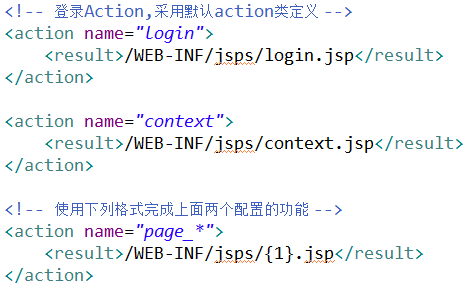 <!-- 登录Action,采用默认action类定义 -->
<action name="login">
<result>/WEB-INF/jsps/login.jsp</result>
</action>
<action name="context">
<result>/WEB-INF/jsps/context.jsp</result>
</action>
<!-- 使用下列格式完成上面两个配置的功能 -->
<action name="page_*">
<result>/WEB-INF/jsps/{1}.jsp</result>
</action>